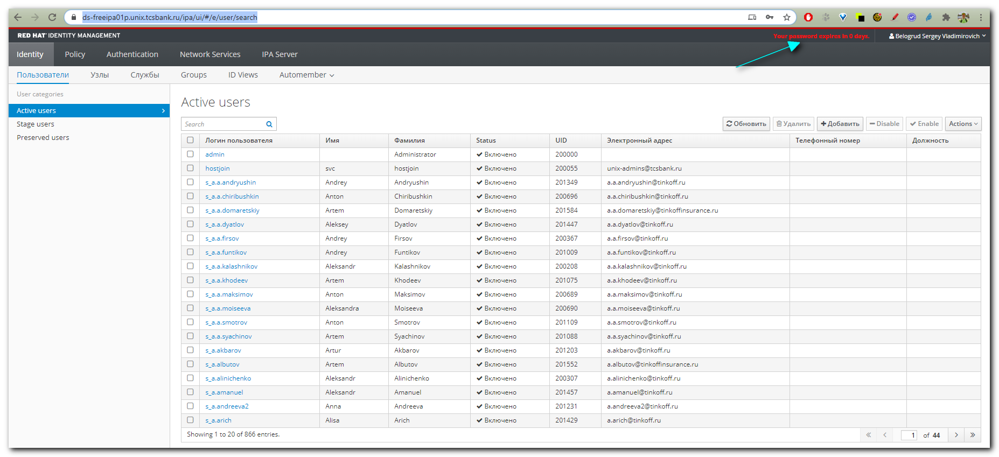 ds-freeipa01p.unix.tcsbank.ru/ipa/ui/#/e/user/search
RED HAT IDENTITY MANAGEMENT
Your password expires in 0 days.
Belogrud Sergey Vladimirovich
Identity Policy Authentication Network Services IPA Server
Пользователи Узлы Службы Groups ID Views Automember
User categories
Active users
Stage users
Preserved users
Active users
Search
Обновить Удалить Добавить Disable Enable Actions
Логин пользователя Имя Фамилия Status UID Электронный адрес Телефонный номер Должность
admin Administrator Включено 200000
hostjoin svc hostjoin Включено 200055 unix-admins@tcsbank.ru
s_a.a.andryushin Andrey Andryushin Включено 201349 a.a.andryushin@tinkoff.ru
s_a.a.chiribushkin Anton Chiribushkin Включено 200696 a.a.chiribushkin@tinkoff.ru
s_a.a.domaretskiy Artem Domaretskiy Включено 201584 a.a.domaretskiy@tinkoffinsurance.ru
s_a.a.dyatlov Aleksey Dyatlov Включено 201447 a.a.dyatlov@tinkoff.ru
s_a.a.firsov Andrey Firsov Включено 200367 a.a.firsov@tinkoff.ru
s_a.a.funtikov Andrey Funtikov Включено 201009 a.a.funtikov@tinkoff.ru
s_a.a.kalashnikov Aleksandr Kalashnikov Включено 200208 a.a.kalashnikov@tinkoff.ru
s_a.a.khodeev Artem Khodeev Включено 201075 a.a.khodeev@tinkoff.ru
s_a.a.maksimov Anton Maksimov Включено 200689 a.a.maksimov@tinkoff.ru
s_a.a.moiseeva Aleksandra Moiseeva Включено 200690 a.a.moiseeva@tinkoff.ru
s_a.a.smotrov Anton Smotrov Включено 201109 a.a.smotrov@tinkoff.ru
s_a.a.syachinov Artem Syachinov Включено 201088 a.a.syachinov@tinkoff.ru
s_a.akbarov Artur Akbarov Включено 201203 a.akbarov@tinkoff.ru
s_a.albutov Artem Albutov Включено 201552 a.albutov@tinkoffinsurance.ru
s_a.alinichenko Aleksandr Alinichenko Включено 200307 a.alinichenko@tinkoff.ru
s_a.amanuel Aleksandr Amanuel Включено 201457 a.amanuel@tinkoff.ru
s_a.andreeva2 Anna Andreeva Включено 201231 a.andreeva2@tinkoff.ru
s_a.arich Alisa Arich Включено 201429 a.arich@tinkoff.ru
Showing 1 to 20 of 866 entries.
1 of 44